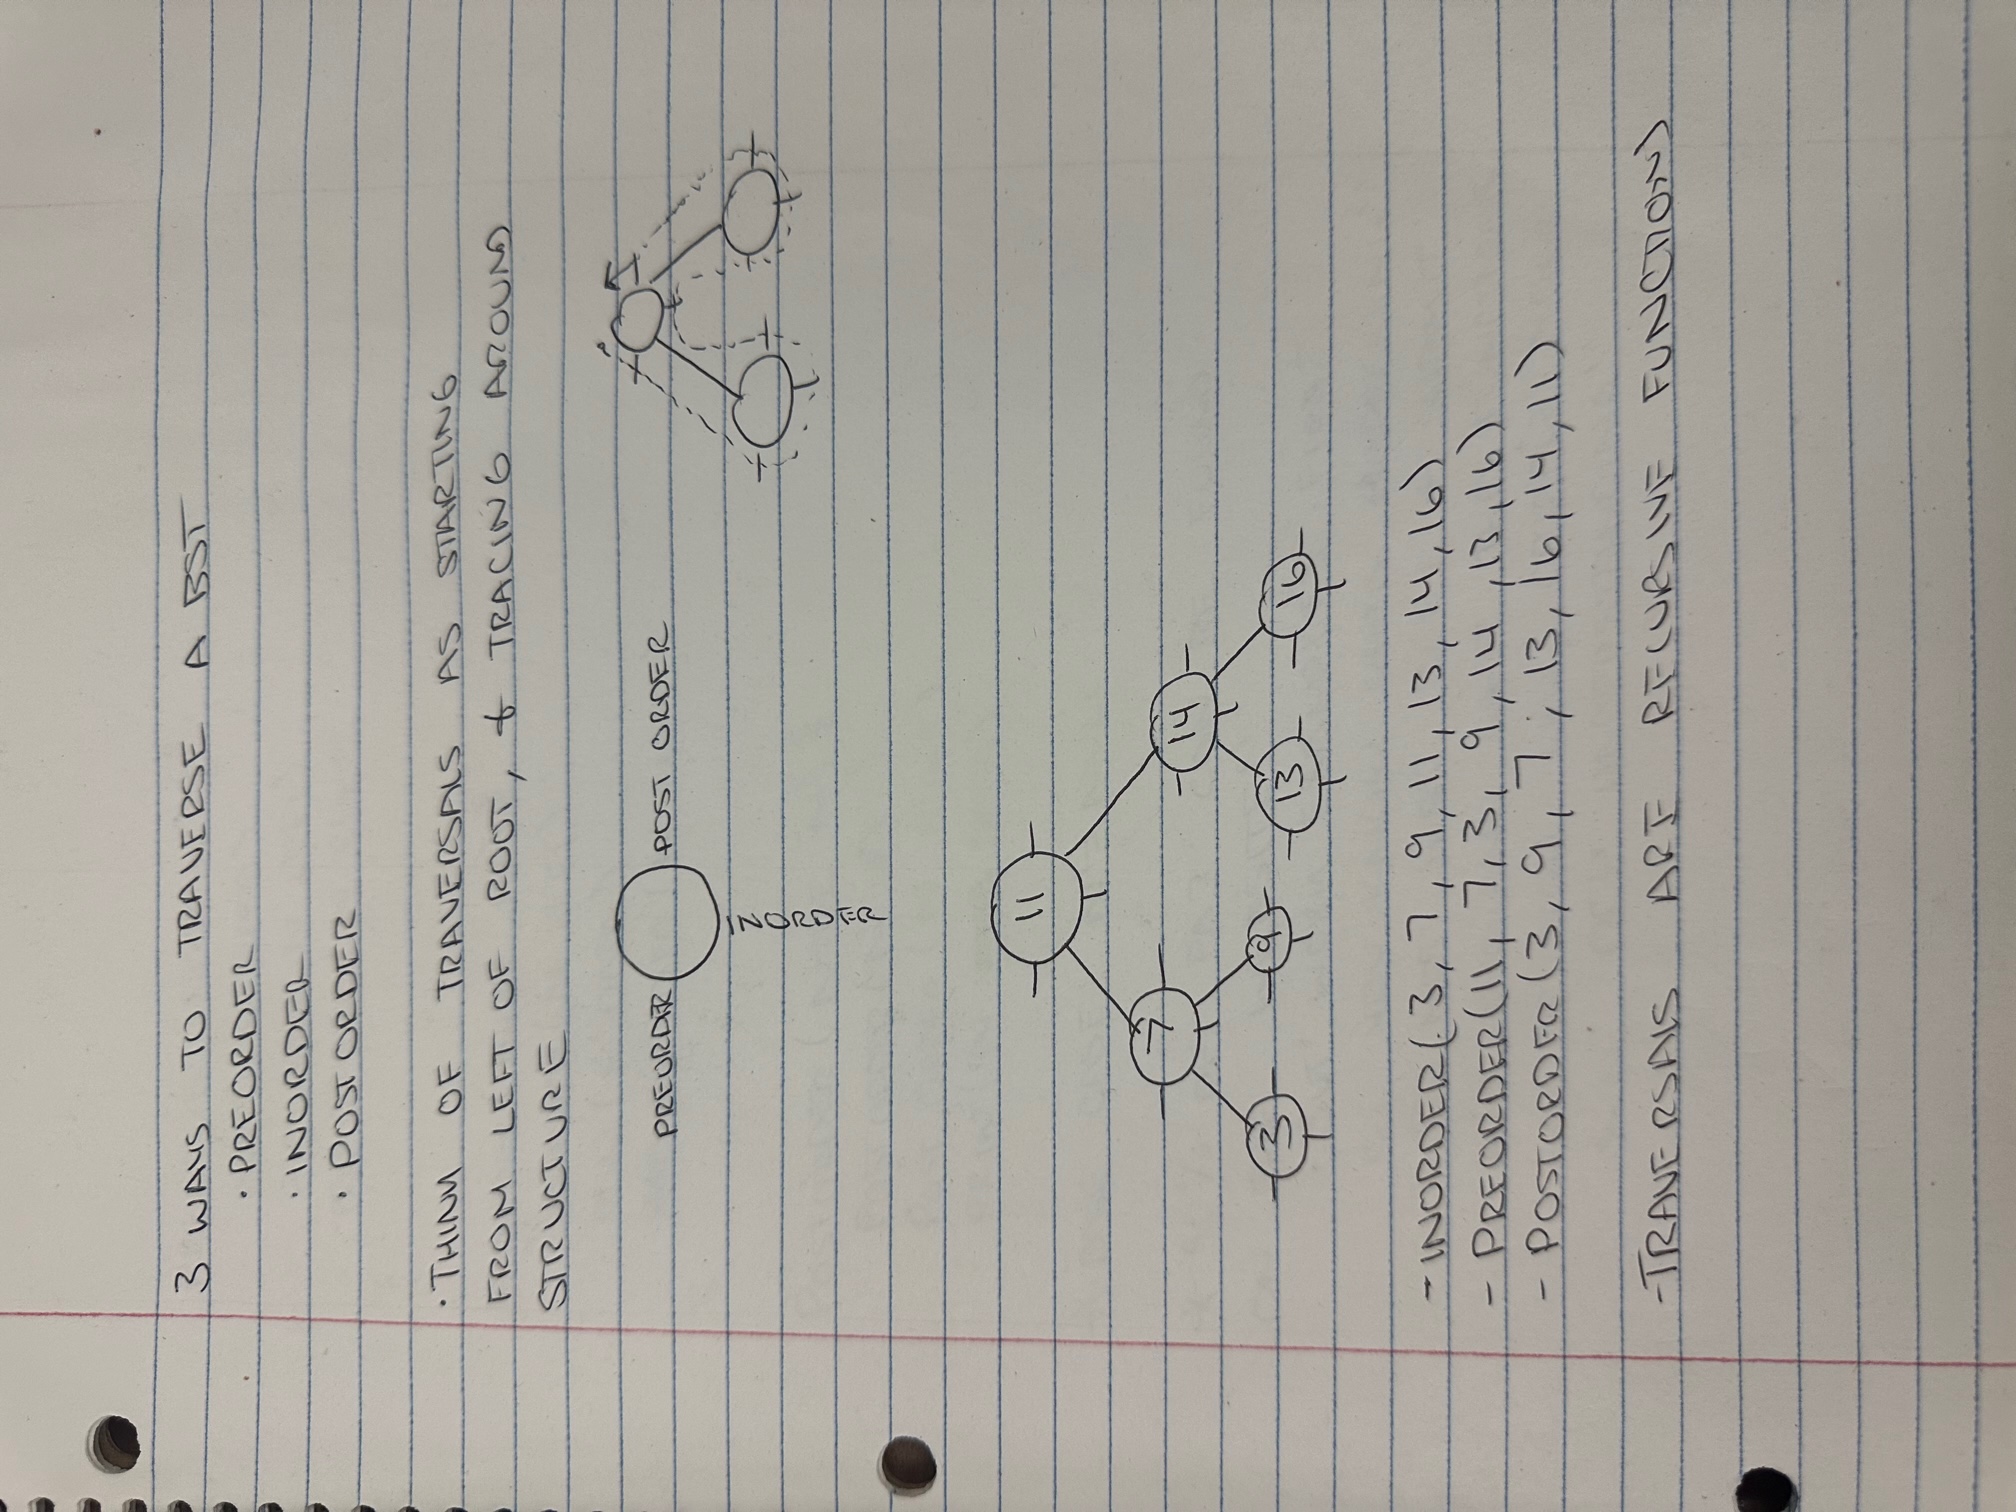 3 WAYS TO TRAVERSE A BST
· PREORDER
· INORDER
· POSTORDER
· THINK OF TRAVERSALS AS STARTING
FROM LEFT OF ROOT, & TRACING AROUND
STRUCTURE
PREORDER POST ORDER
INORDER
11
7 14
3 9 13 16
- INORDER(3, 7, 9, 11, 13, 14, 16)
- PREORDER(11, 7, 3, 9, 14, 13, 16)
- POSTORDER(3, 9, 7, 13, 16, 14, 11)
- TRAVERSALS ARE RECURSIVE FUNCTIONS